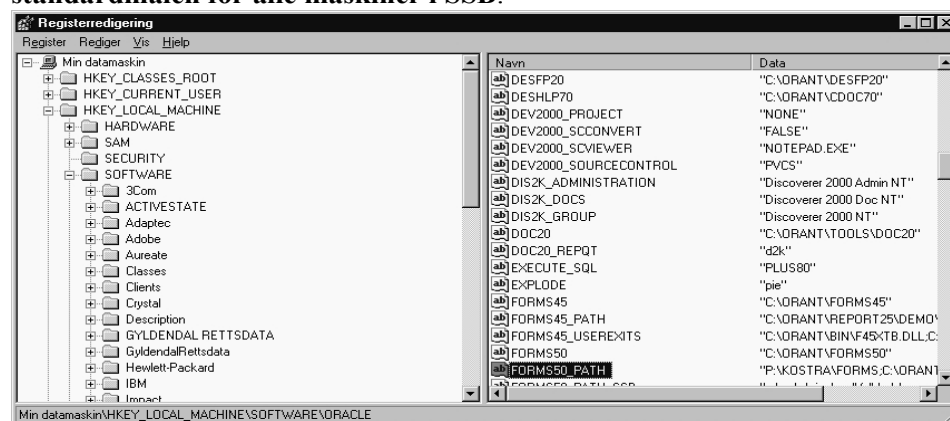 standardmalen for alle maskiner i SSB.
Registerredigering
Register Rediger Vis Hjelp
Min datamaskin
HKEY_CLASSES_ROOT
HKEY_CURRENT_USER
HKEY_LOCAL_MACHINE
HARDWARE
SAM
SECURITY
SOFTWARE
3Com
ACTIVESTATE
Adaptec
Adobe
Aureate
Classes
Clients
Crystal
Description
GYLDENDAL RETTSDATA
GyldendalRettsdata
Hewlett-Packard
IBM
Impact
Navn Data
DESFP20 "C:\ORANT\DESFP20"
DESHLP70 "C:\ORANT\CDOC70"
DEV2000_PROJECT "NONE"
DEV2000_SCCONVERT "FALSE"
DEV2000_SCVIEWER "NOTEPAD.EXE"
DEV2000_SOURCECONTROL "PVCS"
DIS2K_ADMINISTRATION "Discoverer 2000 Admin NT"
DIS2K_DOCS "Discoverer 2000 Doc NT"
DIS2K_GROUP "Discoverer 2000 NT"
DOC20 "C:\ORANT\TOOLS\DOC20"
DOC20_REPQT "d2k"
EXECUTE_SQL "PLUS80"
EXPLODE "pie"
FORMS45 "C:\ORANT\FORMS45"
FORMS45_PATH "C:\ORANT\REPORT25\DEMO\
FORMS45_USEREXITS "C:\ORANT\BIN\F45XTB.DLL;C:
FORMS50 "C:\ORANT\FORMS50"
FORMS50_PATH "P:\KOSTRA\FORMS;C:\ORANT
Min datamaskin\HKEY_LOCAL_MACHINE\SOFTWARE\ORACLE